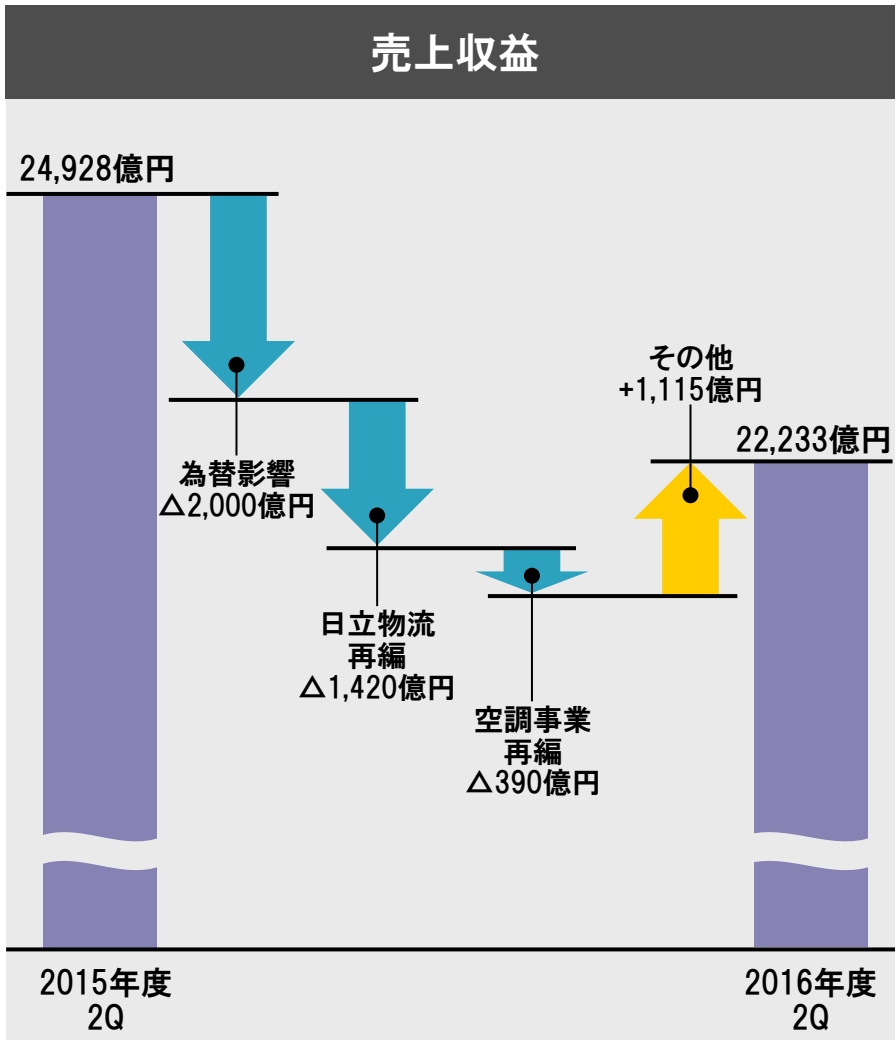 売上収益
24,928億円
為替影響
△2,000億円
日立物流
再編
△1,420億円
空調事業
再編
△390億円
その他
+1,115億円
22,233億円
2015年度
2Q
2016年度
2Q